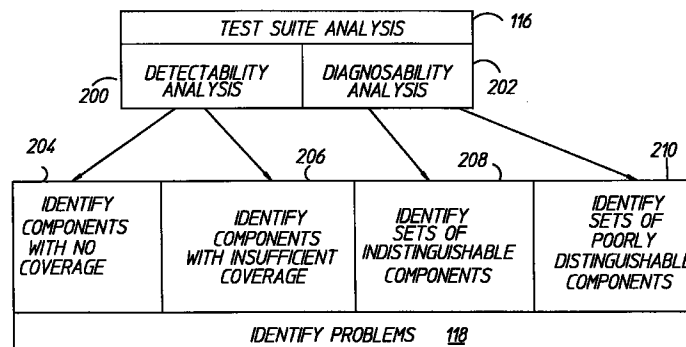 TEST SUITE ANALYSIS
116
200
DETECTABILITY
ANALYSIS
DIAGNOSABILITY
ANALYSIS
202
204
IDENTIFY
COMPONENTS
WITH NO
COVERAGE
206
IDENTIFY
COMPONENTS
WITH INSUFFICIENT
COVERAGE
208
IDENTIFY
SETS OF
INDISTINGUISHABLE
COMPONENTS
210
IDENTIFY
SETS OF
POORLY
DISTINGUISHABLE
COMPONENTS
IDENTIFY PROBLEMS 118